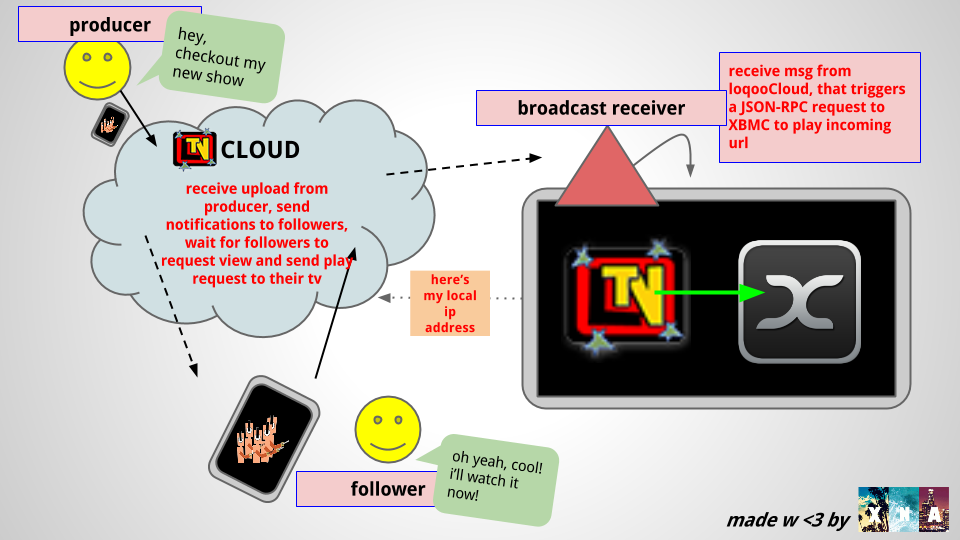 producer
hey,
checkout my
new show
TV CLOUD
receive upload from
producer, send
notifications to followers,
wait for followers to
request view and send play
request to their tv
broadcast receiver
receive msg from
loqooCloud, that triggers
a JSON-RPC request to
XBMC to play incoming
url
here's
my local
ip
address
TV
follower
oh yeah, cool!
i'll watch it
now!
made w <3 by
X N A